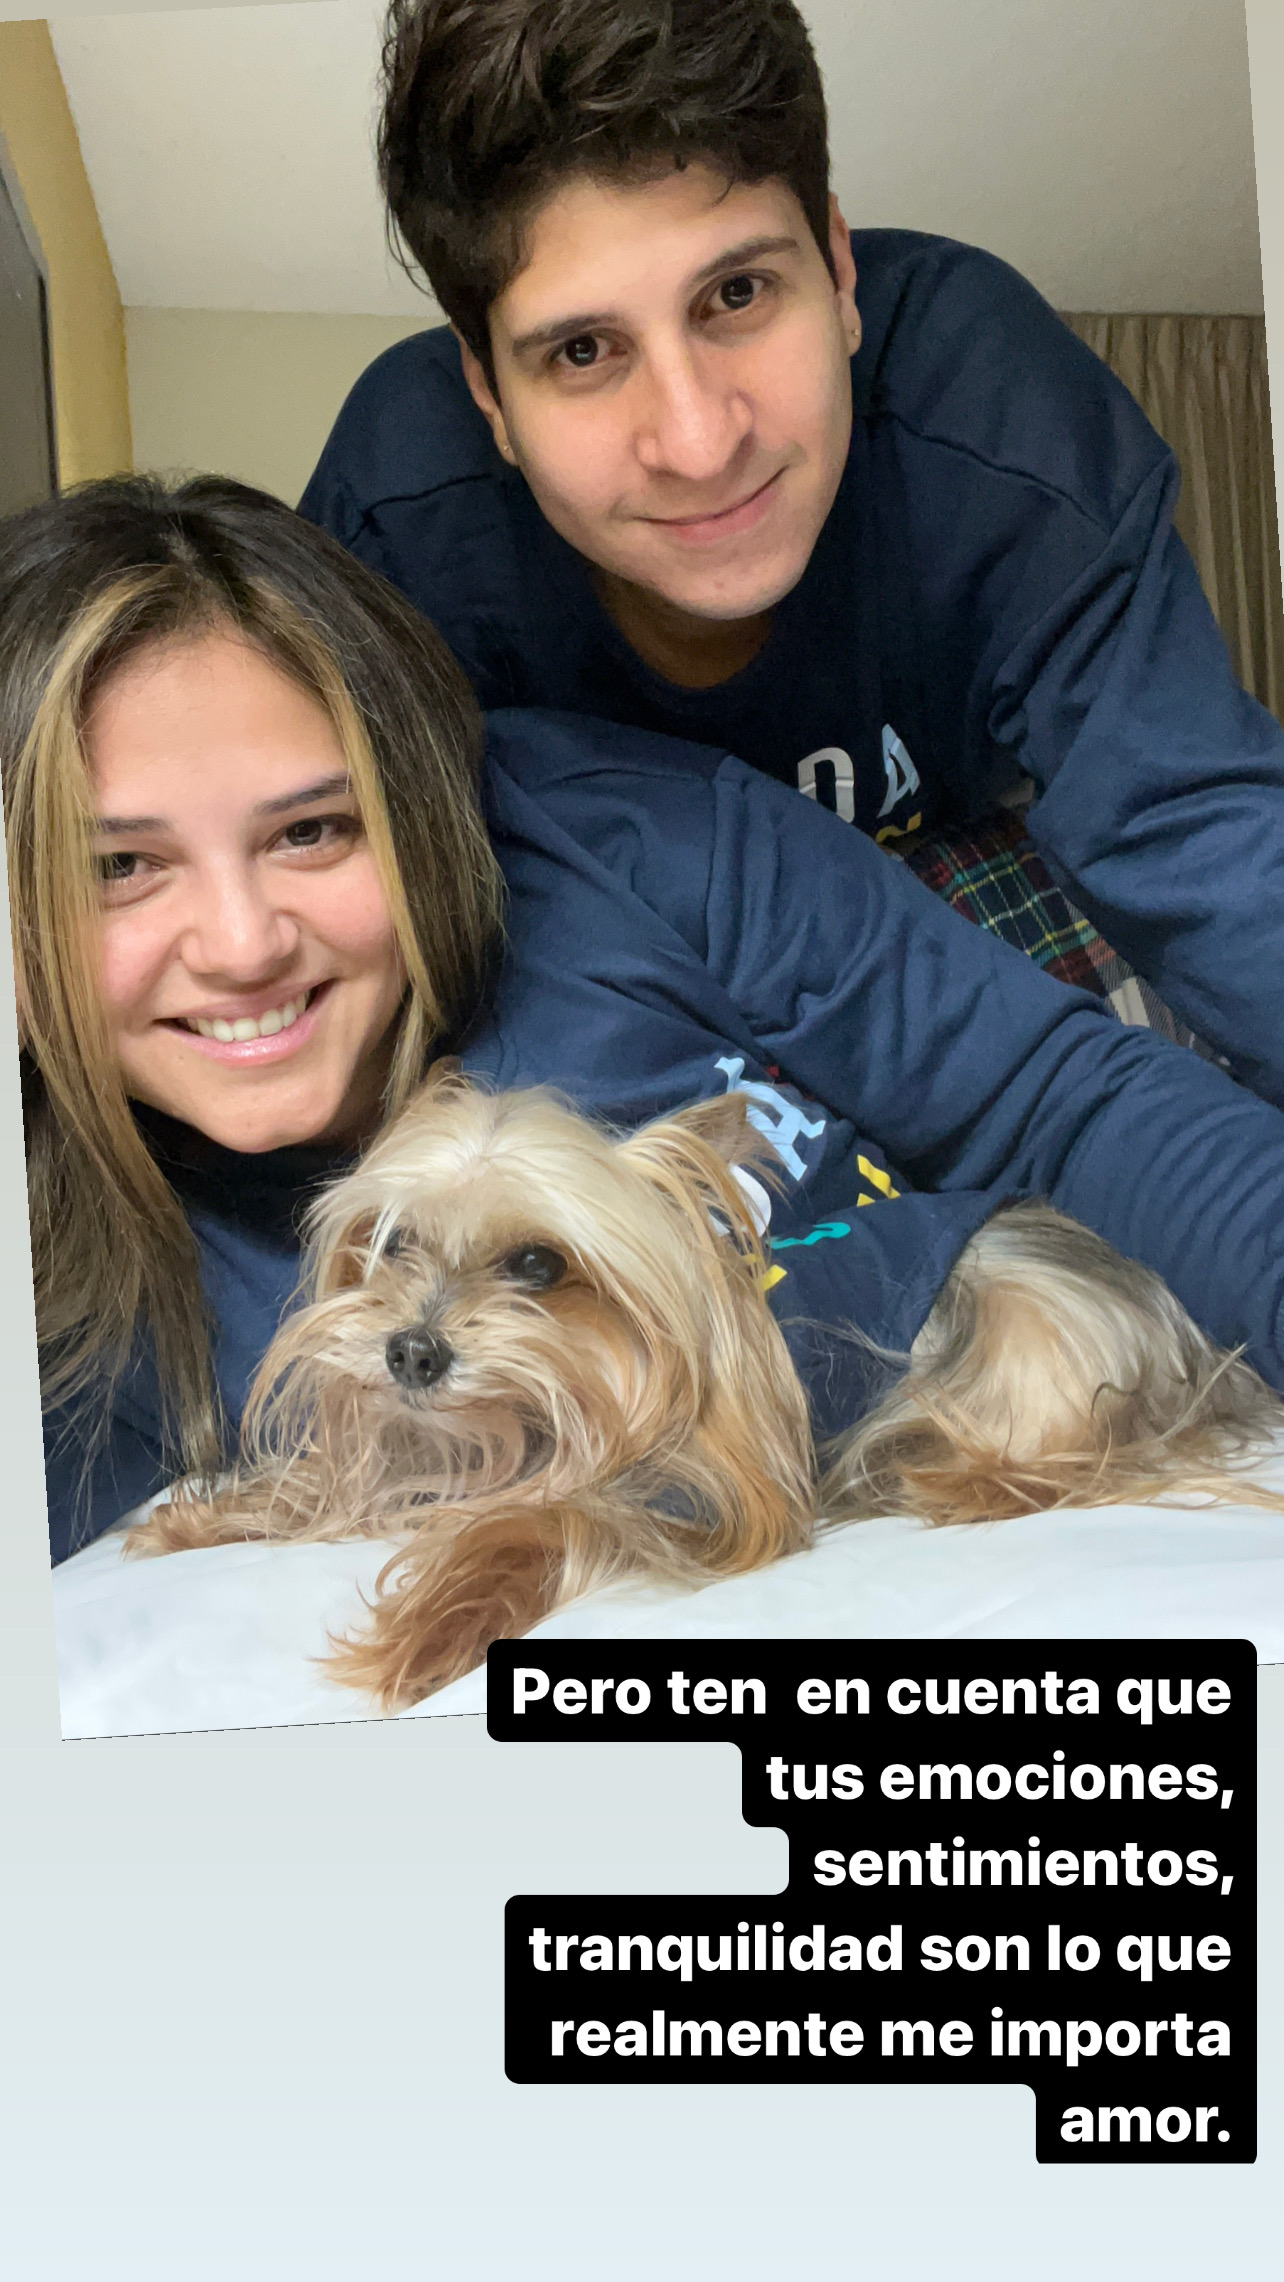 D A
A
Pero ten  en cuenta que
tus emociones,
sentimientos,
tranquilidad son lo que
realmente me importa
amor.